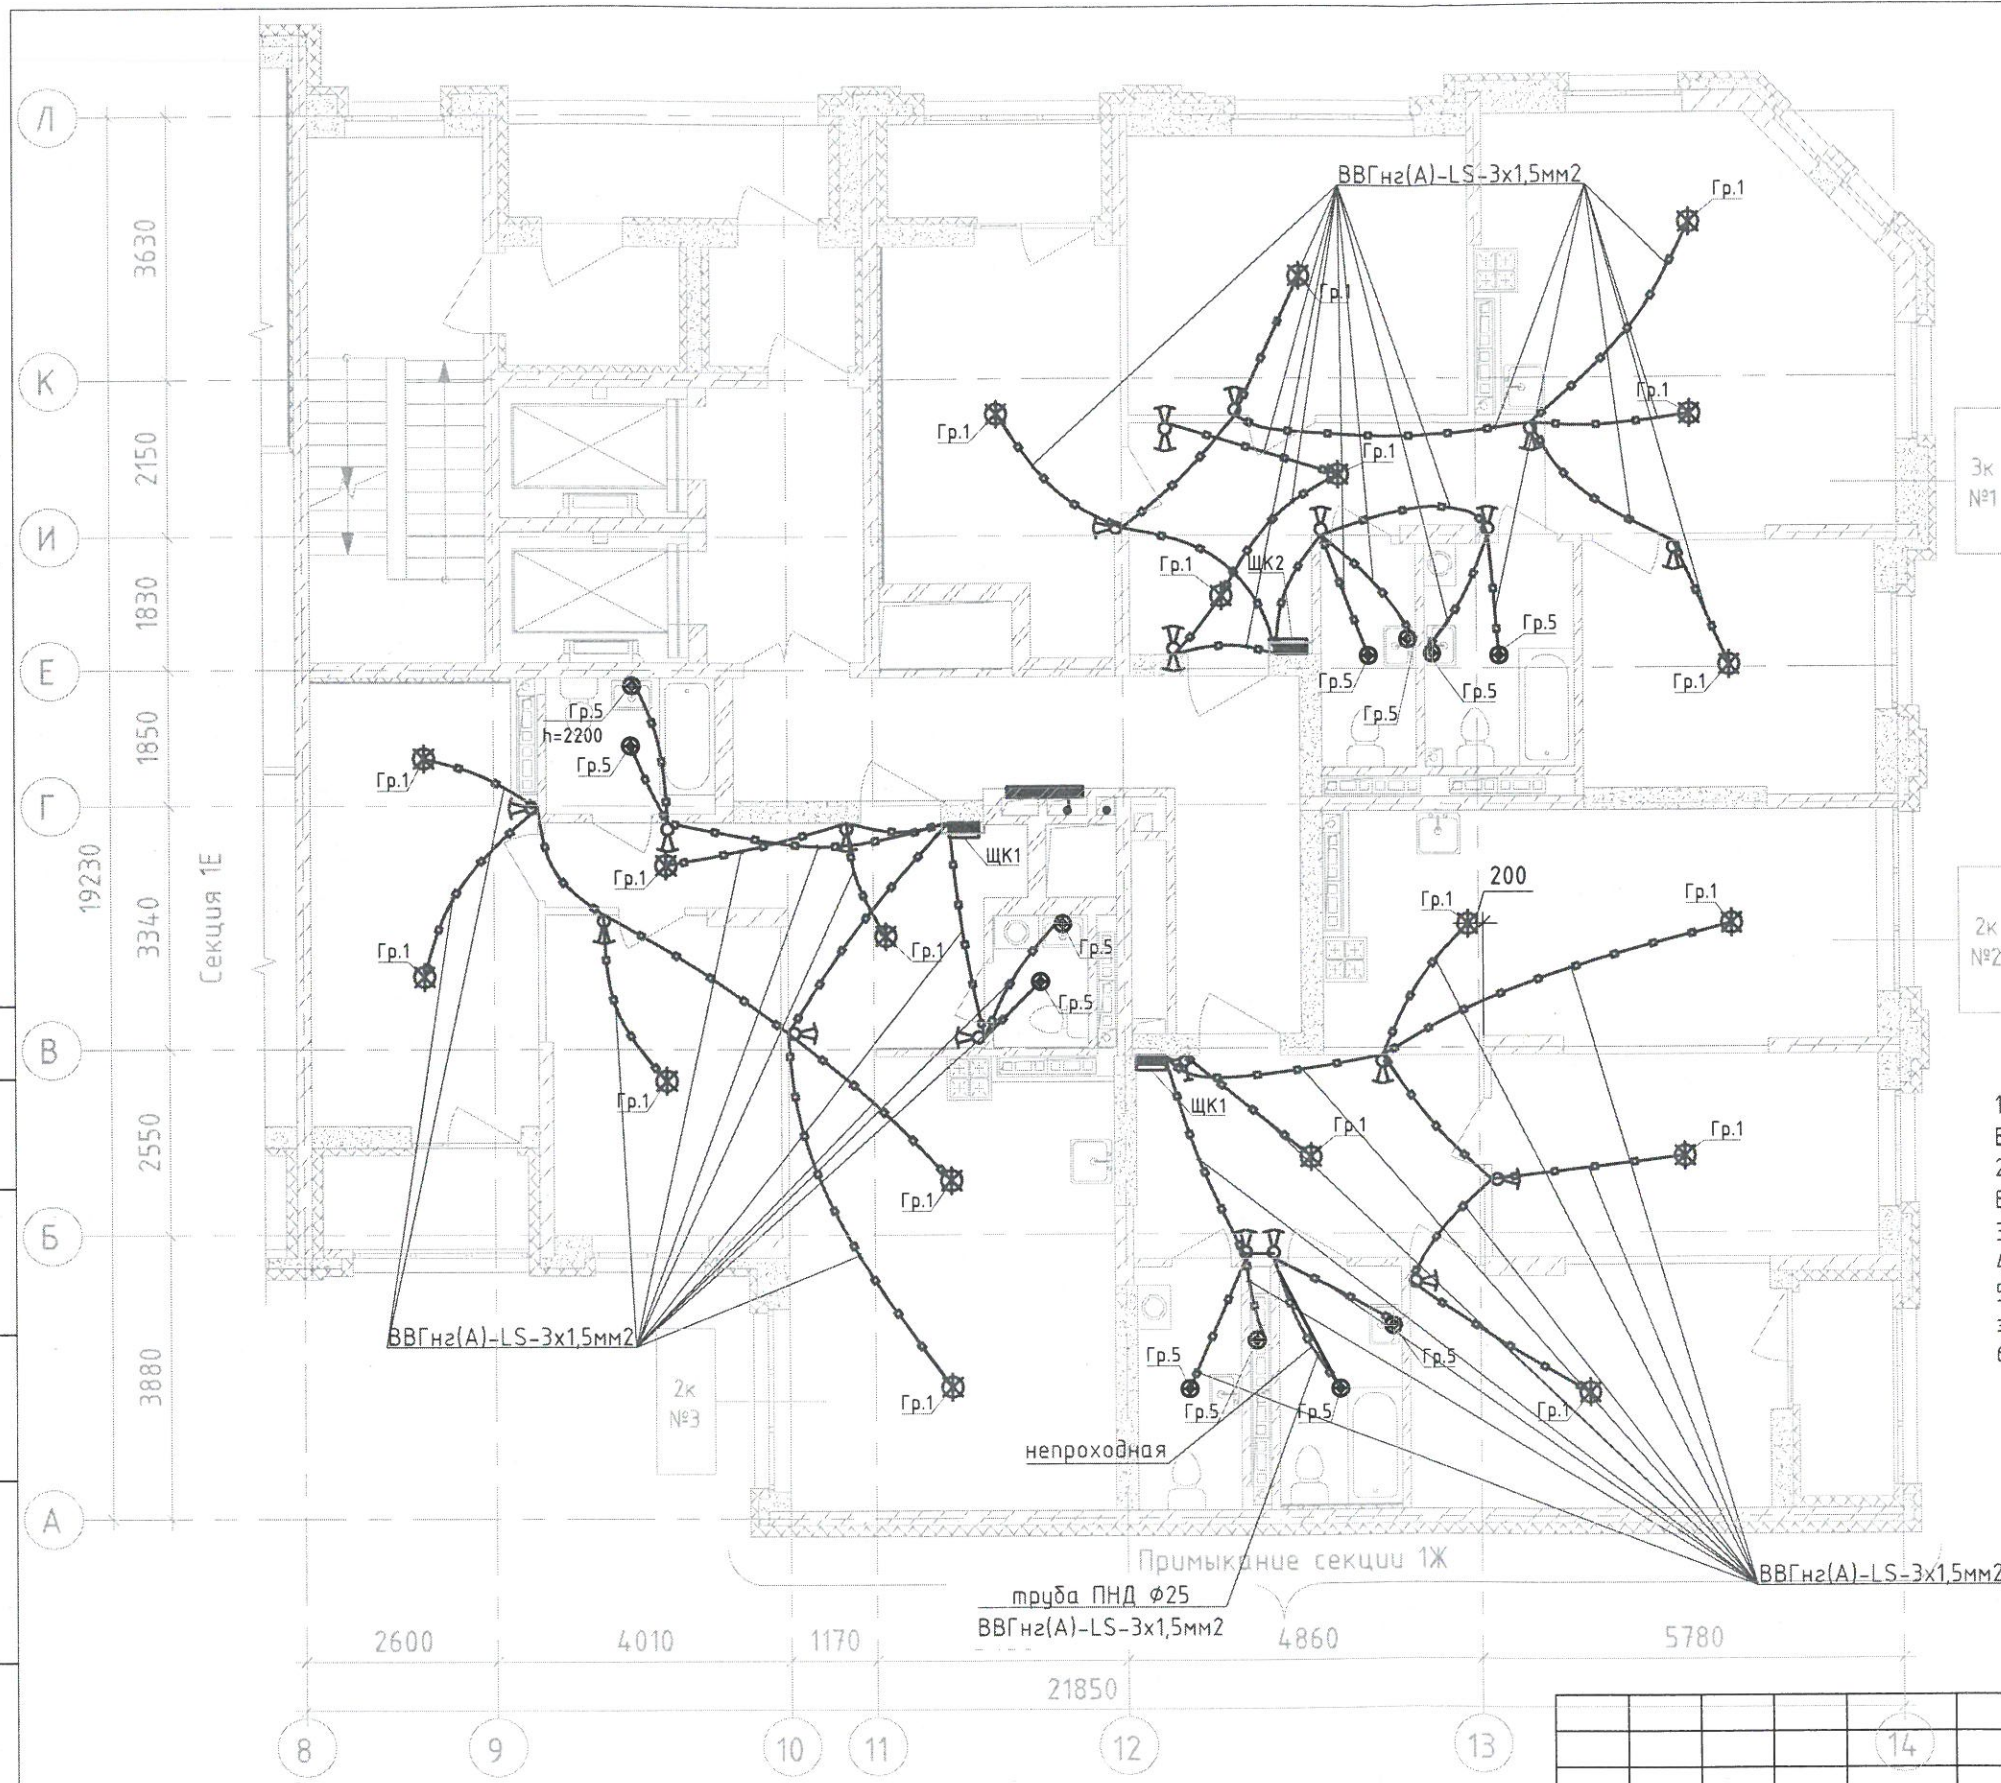 ВВГнг(А)-LS-3х1,5мм2
Гр.1
Гр.1
Гр.1
Гр.1
Гр.1
Гр.1
ЩК2
Гр.5
Гр.5
Гр.5
Гр.5
Гр.1
3к
№1
Л
К
И
Е
Г
В
Б
А
3630
2150
1830
1850
3340
2550
3880
19230
Секция 1Е
Гр.5
h=2200
Гр.5
Гр.1
Гр.1
Гр.1
ЩК1
Гр.1
Гр.5
Гр.5
Гр.1
Гр.1
Гр.1
ВВГнг(А)-LS-3х1,5мм2
2к
№3
200
Гр.1
Гр.1
2к
№2
ЩК1
Гр.1
Гр.1
Гр.5
Гр.5
Гр.5
Гр.5
Гр.1
непроходная
Примыкание секции 1Ж
ВВГнг(А)-LS-3х1,5мм2
труба ПНД Ф25
ВВГнг(А)-LS-3х1,5мм2
2600
4010
1170
4860
5780
21850
8
9
10
11
12
13
14